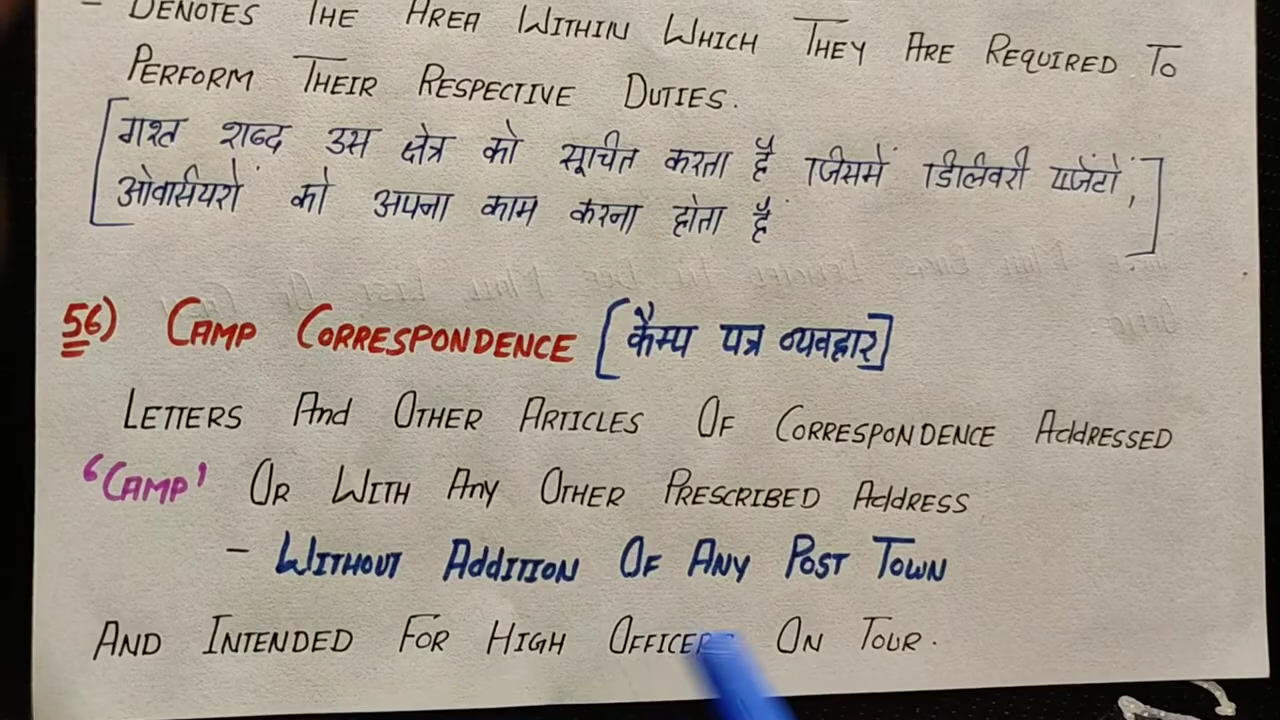 - DENOTES THE AREA WITHIN WHICH THEY ARE REQUIRED TO
PERFORM THEIR RESPECTIVE DUTIES.
[गश्त शब्द उस क्षेत्र को सूचित करता है जिसमें डिलिवरी एजेंटों,
ओवरसियरों को अपना काम करना होता है]
56) CAMP CORRESPONDENCE [कैम्प पत्र व्यवहार]
LETTERS And OTHER ARTICLES OF CORRESPONDENCE Addressed
'CAMP' OR WITH Any OTHER PRESCRIBED Address
- WITHOUT Addition OF ANY POST TOWN
AND INTENDED FOR HIGH OFFICERS ON TOUR.